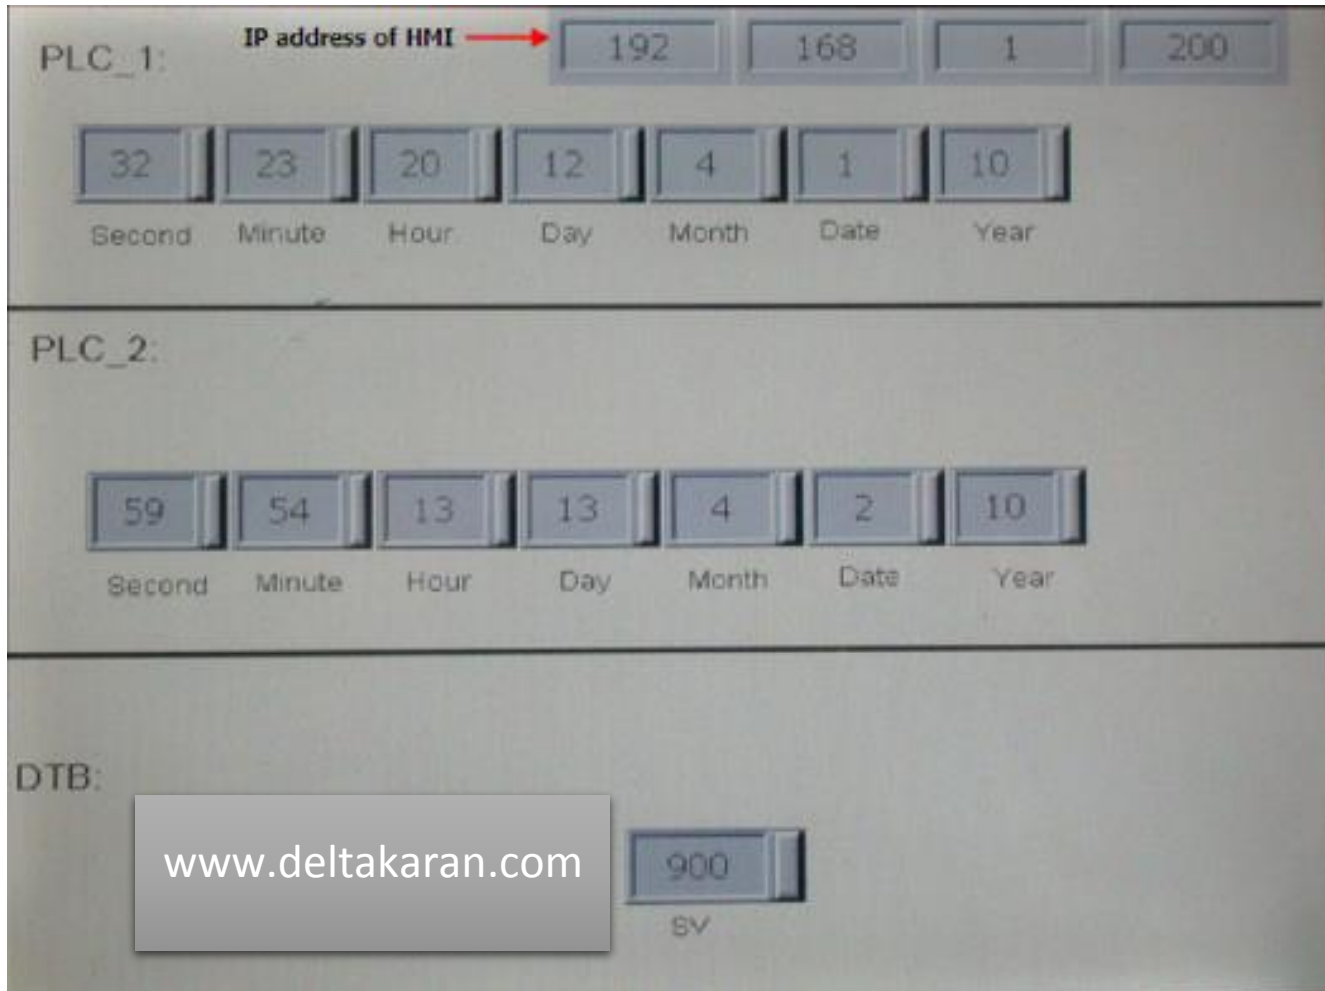 PLC_1: IP address of HMI 192 168 1 200
32 23 20 12 4 1 10
Second Minute Hour Day Month Date Year
PLC_2:
59 54 13 13 4 2 10
Second Minute Hour Day Month Date Year
DTB:
www.deltakaran.com 900
SV